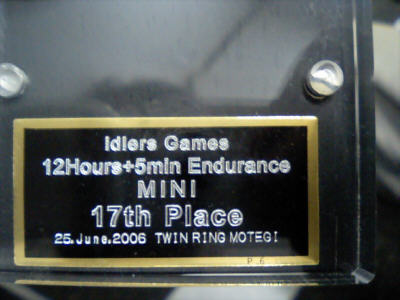 Idlers Games
12Hours+5min Endurance
MINI
17th Place
25.June.2006 TWIN RING MOTEGI